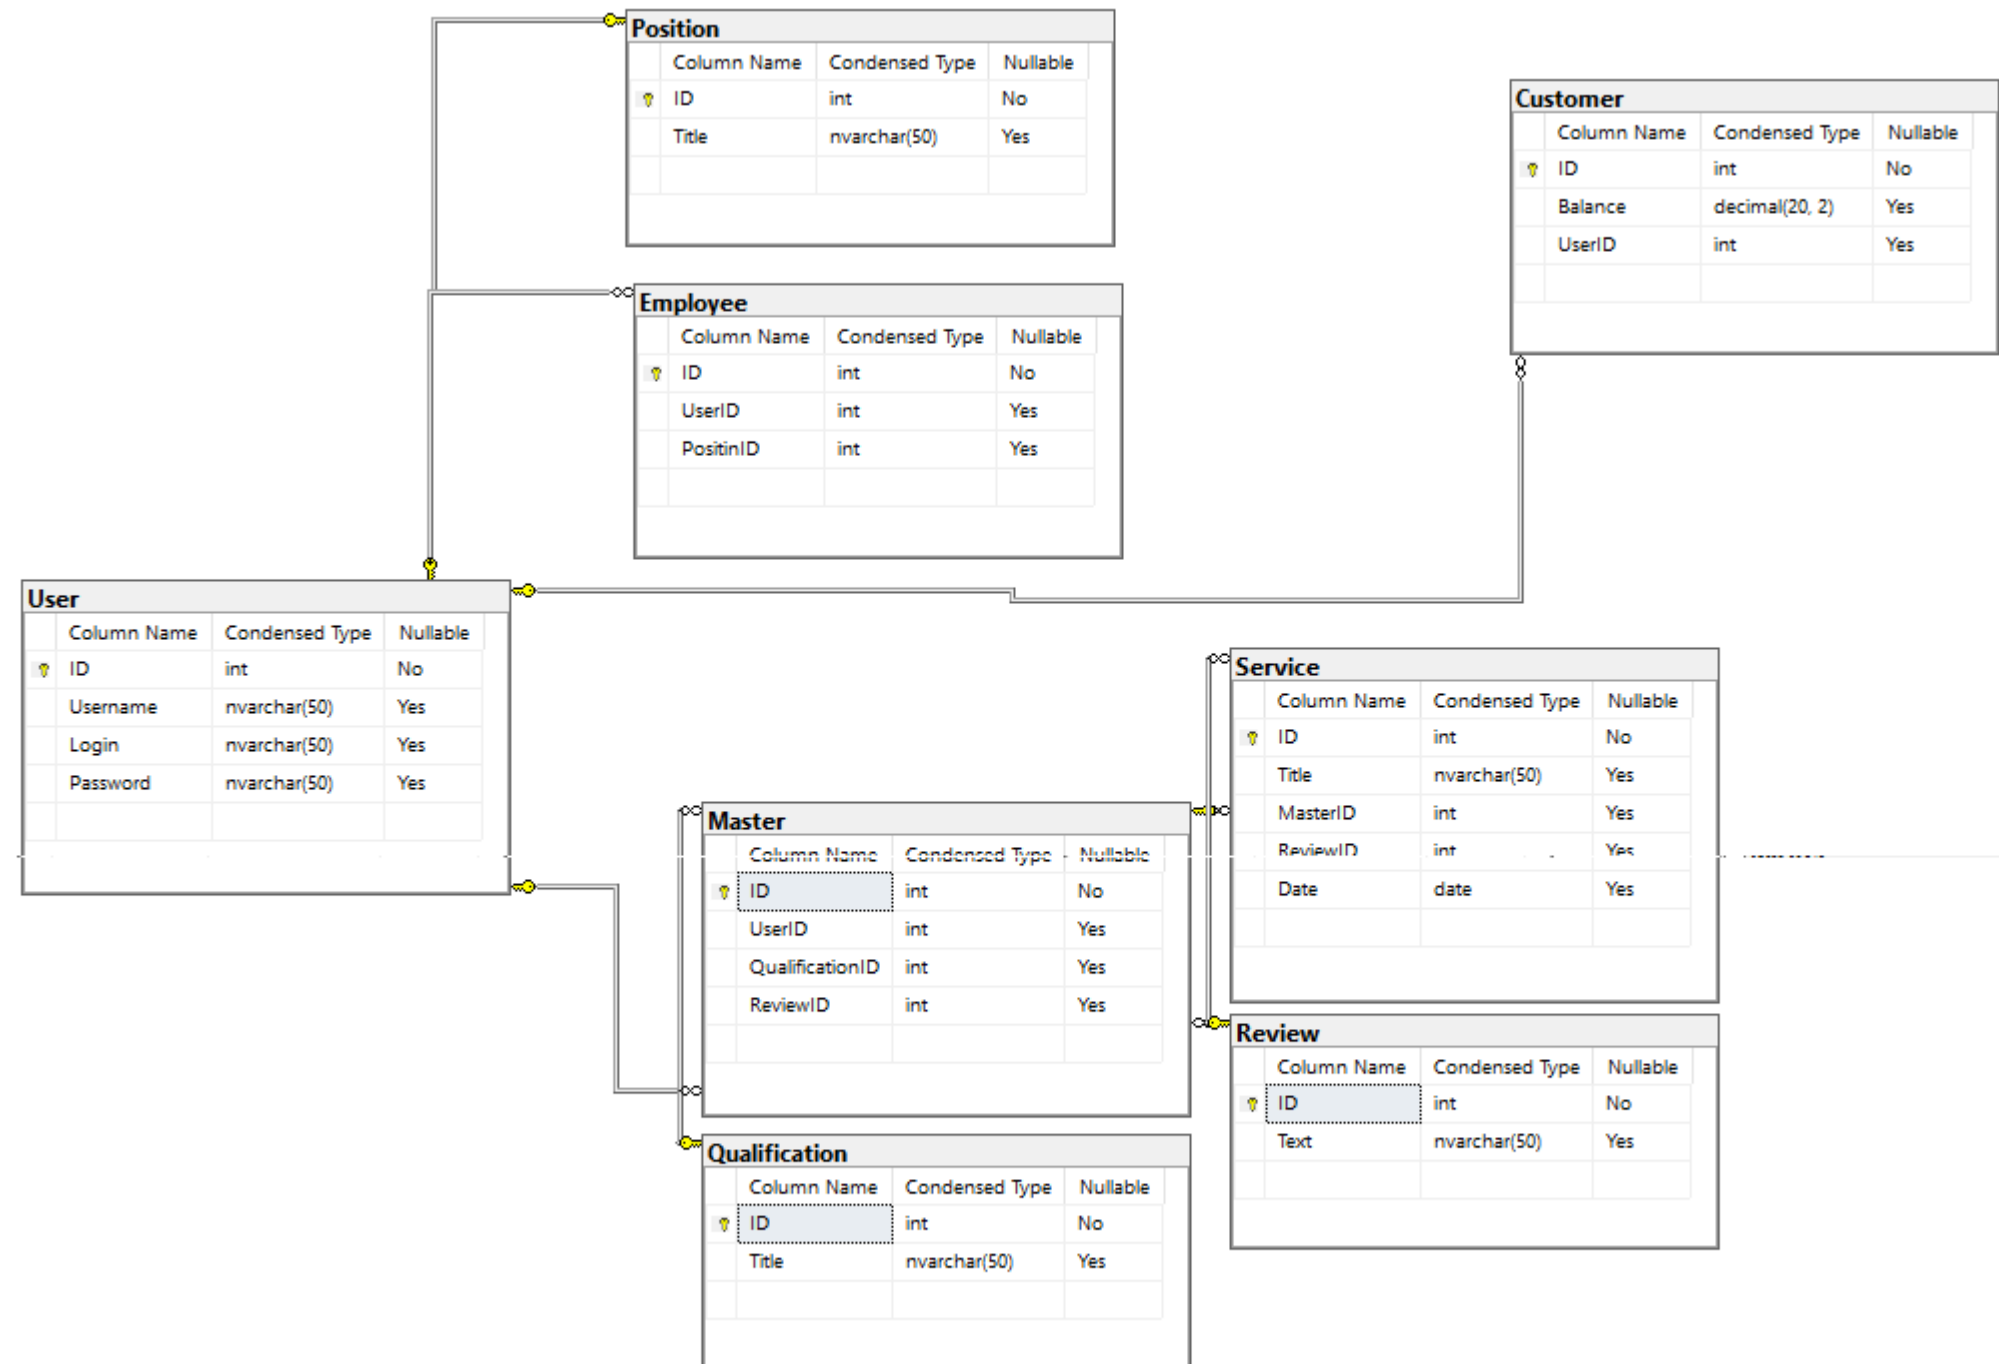 Position
Column Name Condensed Type Nullable
ID int No
Title nvarchar(50) Yes
Customer
Column Name Condensed Type Nullable
ID int No
Balance decimal(20, 2) Yes
UserID int Yes
Employee
Column Name Condensed Type Nullable
ID int No
UserID int Yes
PositinID int Yes
User
Column Name Condensed Type Nullable
ID int No
Username nvarchar(50) Yes
Login nvarchar(50) Yes
Password nvarchar(50) Yes
Service
Column Name Condensed Type Nullable
ID int No
Title nvarchar(50) Yes
MasterID int Yes
ReviewID int Yes
Date date Yes
Master
Column Name Condensed Type Nullable
ID int No
UserID int Yes
QualificationID int Yes
ReviewID int Yes
Review
Column Name Condensed Type Nullable
ID int No
Text nvarchar(50) Yes
Qualification
Column Name Condensed Type Nullable
ID int No
Title nvarchar(50) Yes